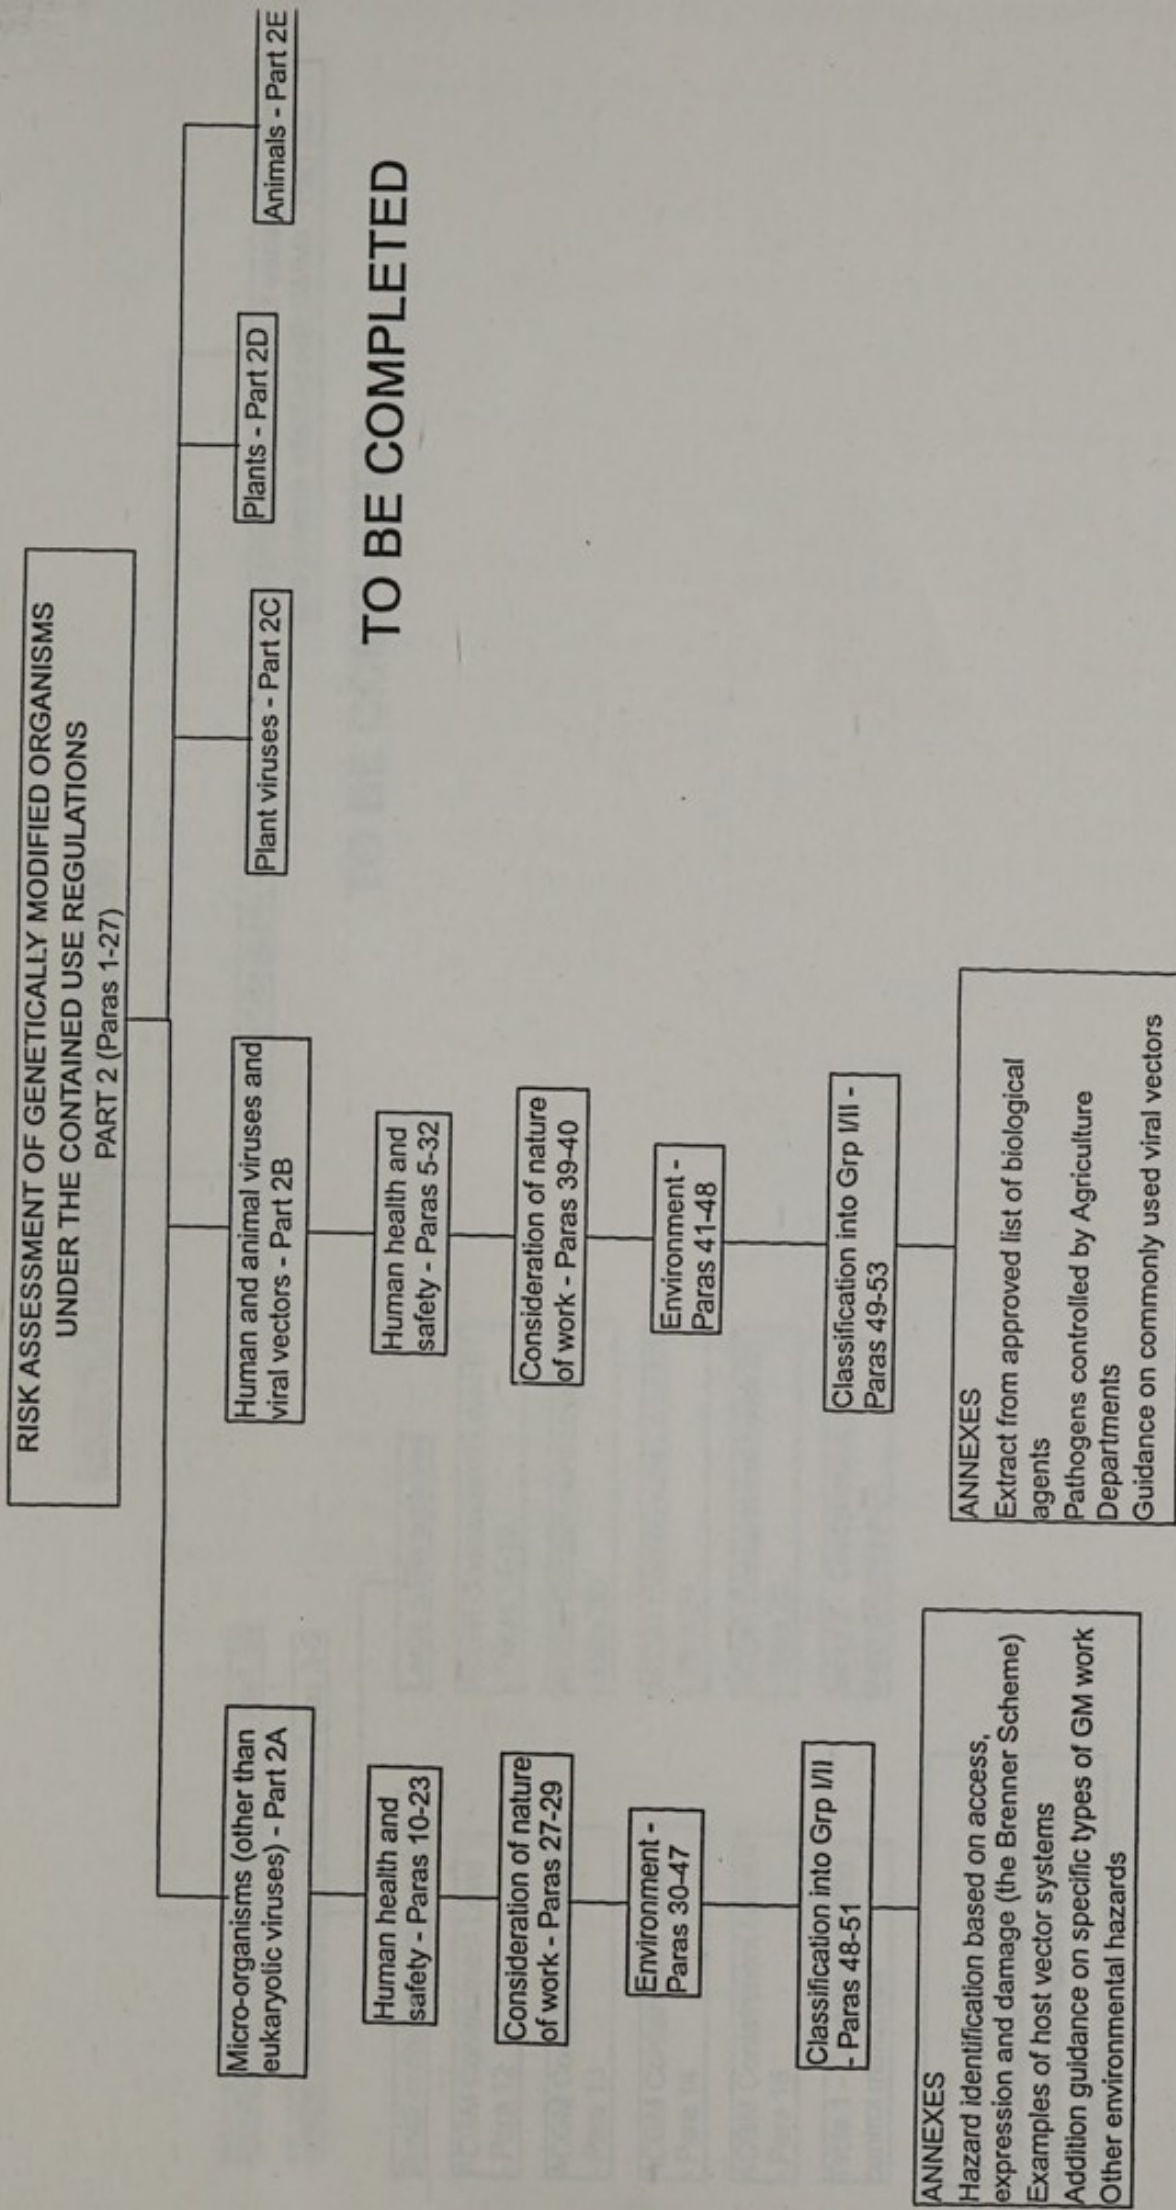 RISK ASSESSMENT OF GENETICALLY MODIFIED ORGANISMS
UNDER THE CONTAINED USE REGULATIONS
PART 2 (Paras 1-27)
Micro-organisms (other than
eukaryotic viruses) - Part 2A
Human health and
safety - Paras 10-23
Consideration of nature
of work - Paras 27-29
Environment -
Paras 30-47
Classification into Grp I/II
- Paras 48-51
ANNEXES
Hazard identification based on access,
expression and damage (the Brenner Scheme)
Examples of host vector systems
Addition guidance on specific types of GM work
Other environmental hazards
Human and animal viruses and
viral vectors - Part 2B
Human health and
safety - Paras 5-32
Consideration of nature
of work - Paras 39-40
Environment -
Paras 41-48
Classification into Grp I/II -
Paras 49-53
ANNEXES
Extract from approved list of biological
agents
Pathogens controlled by Agriculture
Departments
Guidance on commonly used viral vectors
Plant viruses - Part 2C
Plants - Part 2D
Animals - Part 2E
TO BE COMPLETED